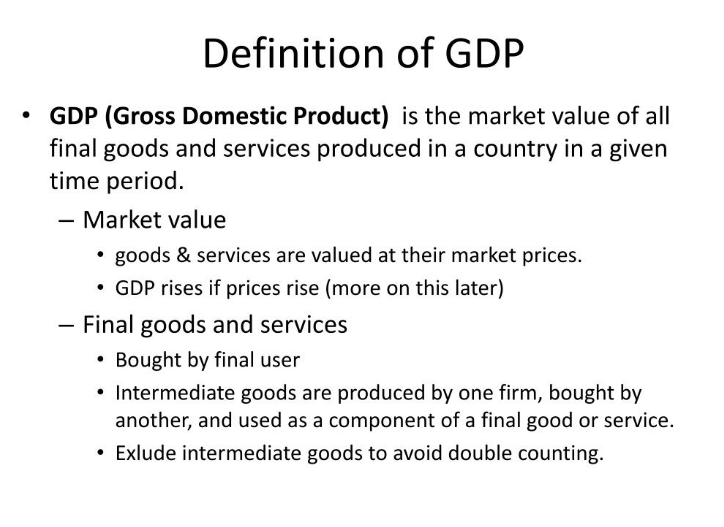 Definition of GDP
• GDP (Gross Domestic Product)  is the market value of all
final goods and services produced in a country in a given
time period.
– Market value
• goods & services are valued at their market prices.
• GDP rises if prices rise (more on this later)
– Final goods and services
• Bought by final user
• Intermediate goods are produced by one firm, bought by
another, and used as a component of a final good or service.
• Exlude intermediate goods to avoid double counting.